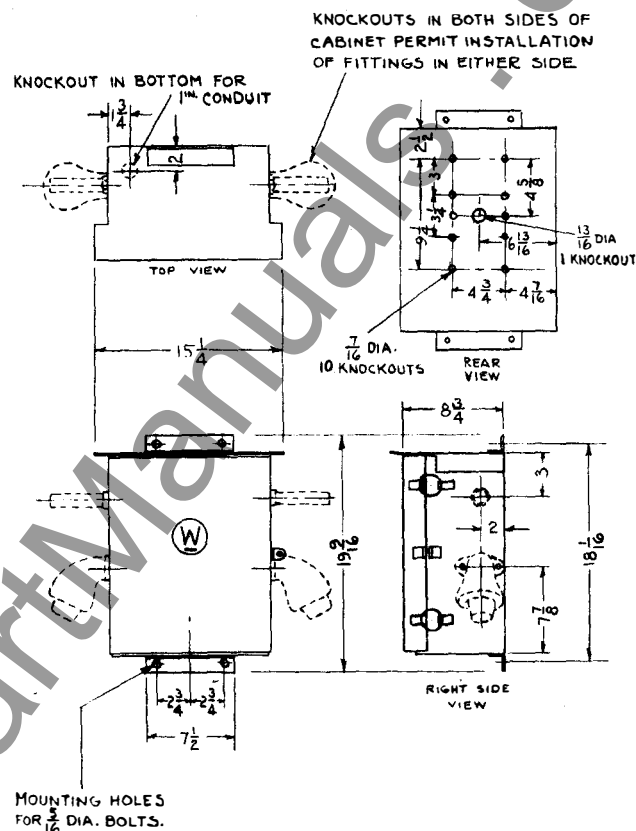 KNOCKOUTS IN BOTH SIDES OF
CABINET PERMIT INSTALLATION
OF FITTINGS IN EITHER SIDE
KNOCKOUT IN BOTTOM FOR
1 IN CONDUIT
1 3/4
2
TOP VIEW
2 1/2
3
3 1/4
9 1/4
4 5/8
6 13/16
13/16 DIA
1 KNOCKOUT
4 3/4
4 7/16
7/16 DIA.
10 KNOCKOUTS
REAR
VIEW
15 1/4
8 3/4
W
19 9/16
3
2
18 1/16
7 7/8
2 3/4
2 3/4
7 1/2
RIGHT SIDE
VIEW
MOUNTING HOLES
FOR 5/16 DIA. BOLTS.